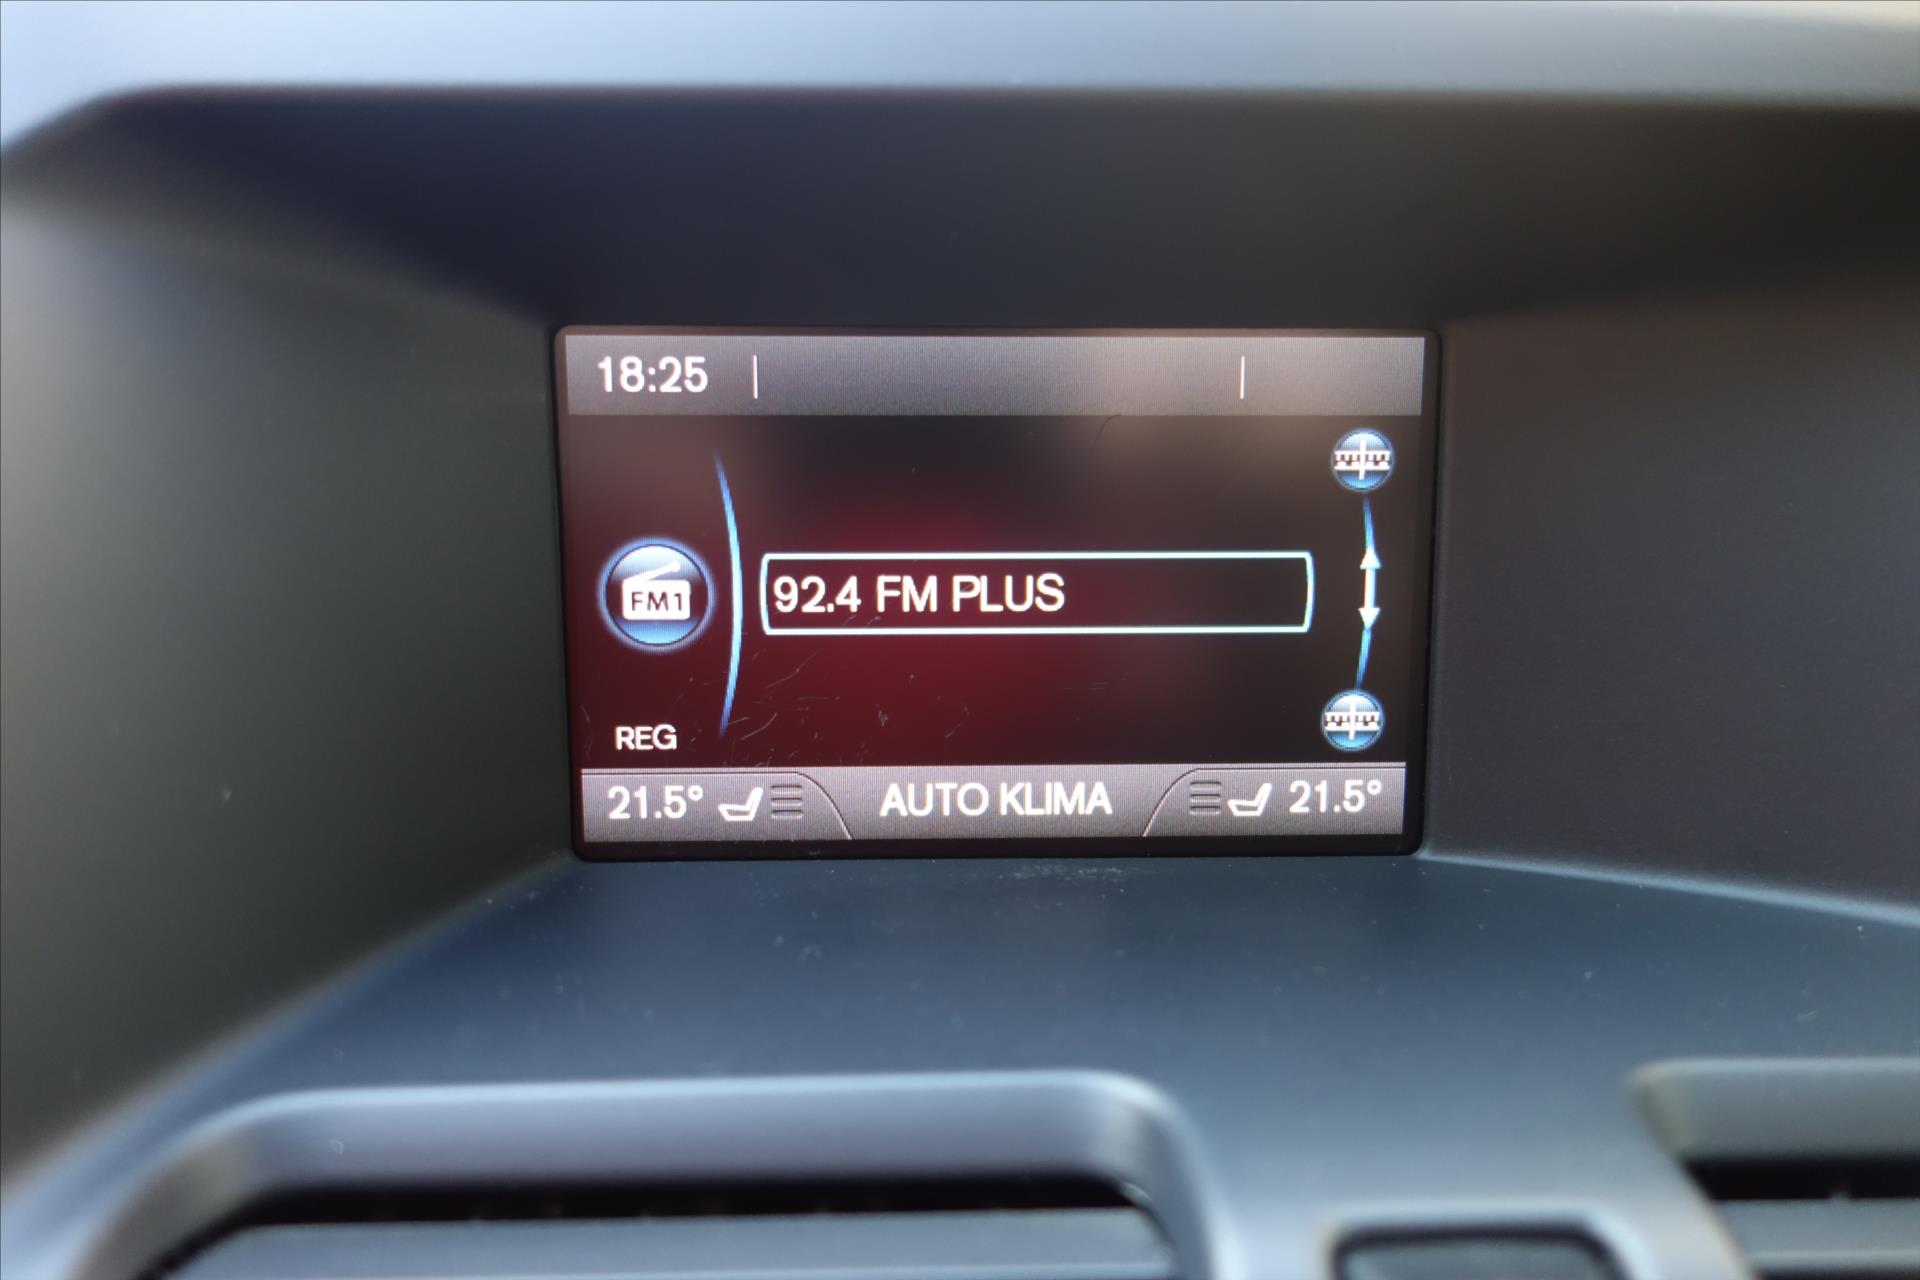 18:25
FM1
92.4 FM PLUS
REG
21.5° AUTO KLIMA 21.5°